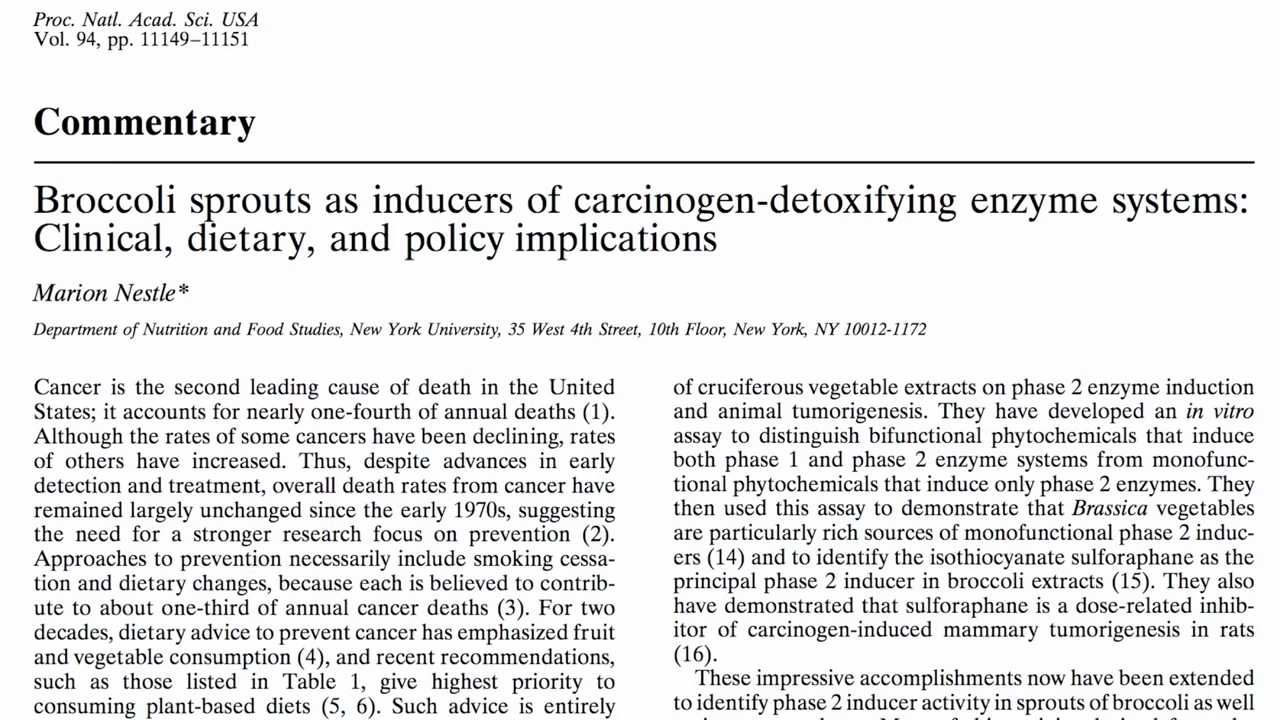 Proc. Natl. Acad. Sci. USA
Vol. 94, pp. 11149–11151
Commentary
Broccoli sprouts as inducers of carcinogen-detoxifying enzyme systems:
Clinical, dietary, and policy implications
Marion Nestle*
Department of Nutrition and Food Studies, New York University, 35 West 4th Street, 10th Floor, New York, NY 10012-1172
Cancer is the second leading cause of death in the United
States; it accounts for nearly one-fourth of annual deaths (1).
Although the rates of some cancers have been declining, rates
of others have increased. Thus, despite advances in early
detection and treatment, overall death rates from cancer have
remained largely unchanged since the early 1970s, suggesting
the need for a stronger research focus on prevention (2).
Approaches to prevention necessarily include smoking cessa-
tion and dietary changes, because each is believed to contrib-
ute to about one-third of annual cancer deaths (3). For two
decades, dietary advice to prevent cancer has emphasized fruit
and vegetable consumption (4), and recent recommendations,
such as those listed in Table 1, give highest priority to
consuming plant-based diets (5, 6). Such advice is entirely
of cruciferous vegetable extracts on phase 2 enzyme induction
and animal tumorigenesis. They have developed an in vitro
assay to distinguish bifunctional phytochemicals that induce
both phase 1 and phase 2 enzyme systems from monofunc-
tional phytochemicals that induce only phase 2 enzymes. They
then used this assay to demonstrate that Brassica vegetables
are particularly rich sources of monofunctional phase 2 induc-
ers (14) and to identify the isothiocyanate sulforaphane as the
principal phase 2 inducer in broccoli extracts (15). They also
have demonstrated that sulforaphane is a dose-related inhib-
itor of carcinogen-induced mammary tumorigenesis in rats
(16).
These impressive accomplishments now have been extended
to identify phase 2 inducer activity in sprouts of broccoli as well